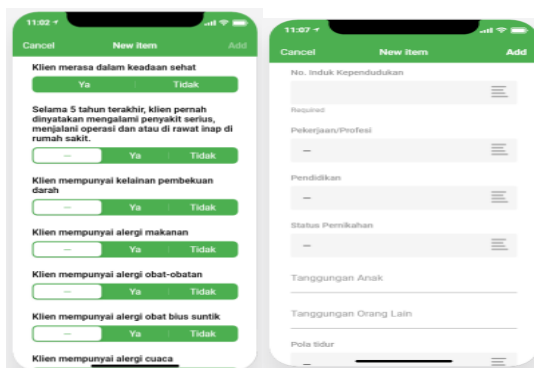 11:02
Cancel New item Add
Klien merasa dalam keadaan sehat
Ya Tidak
Selama 5 tahun terakhir, klien pernah
dinyatakan mengalami penyakit serius,
menjalani operasi dan atau di rawat inap di
rumah sakit.
— Ya Tidak
Klien mempunyai kelainan pembekuan
darah
— Ya Tidak
Klien mempunyai alergi makanan
— Ya Tidak
Klien mempunyai alergi obat-obatan
— Ya Tidak
Klien mempunyai alergi obat bius suntik
— Ya Tidak
Klien mempunyai alergi cuaca
11:07
Cancel New item Add
No. Induk Kependudukan
Required
Pekerjaan/Profesi
—
Pendidikan
—
Status Pernikahan
—
Tanggungan Anak
Tanggungan Orang Lain
Pola tidur
—